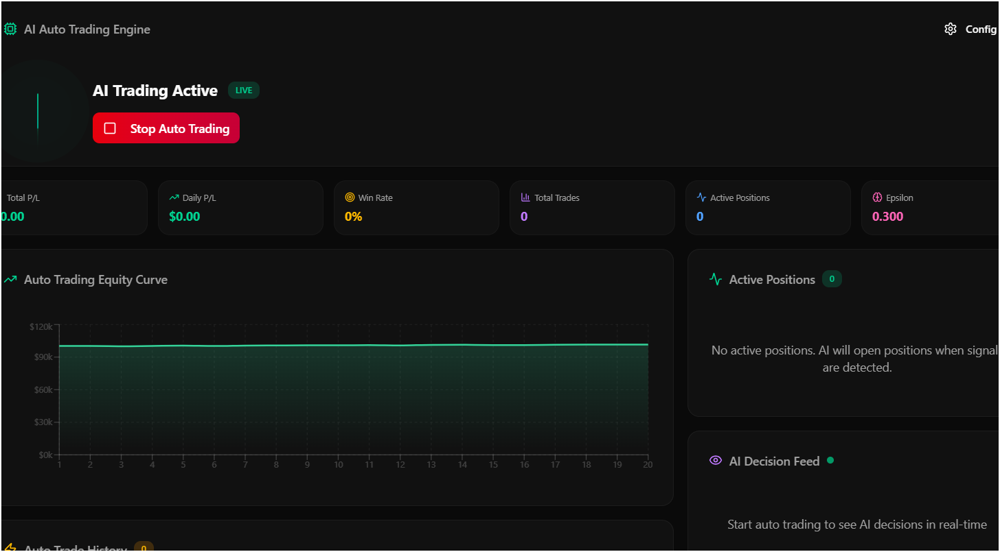 AI Auto Trading Engine
Config
AI Trading Active LIVE
Stop Auto Trading
Total P/L
0.00
Daily P/L
$0.00
Win Rate
0%
Total Trades
0
Active Positions
0
Epsilon
0.300
Auto Trading Equity Curve
$120k
$90k
$60k
$30k
$0k
1 2 3 4 5 6 7 8 9 10 11 12 13 14 15 16 17 18 19 20
Active Positions 0
No active positions. AI will open positions when signal
are detected.
AI Decision Feed
Start auto trading to see AI decisions in real-time
Auto Trade History 0